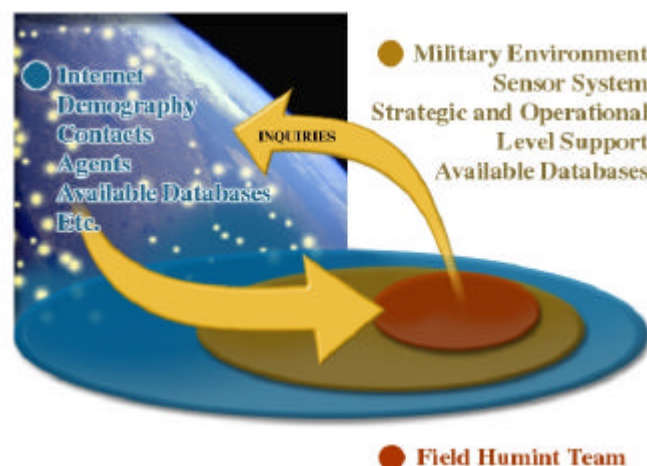 Internet
Demography
Contacts
Agents
Available Databases
Etc.
INQUIRIES
Military Environment
Sensor System
Strategic and Operational
Level Support
Available Databases
Field Humint Team